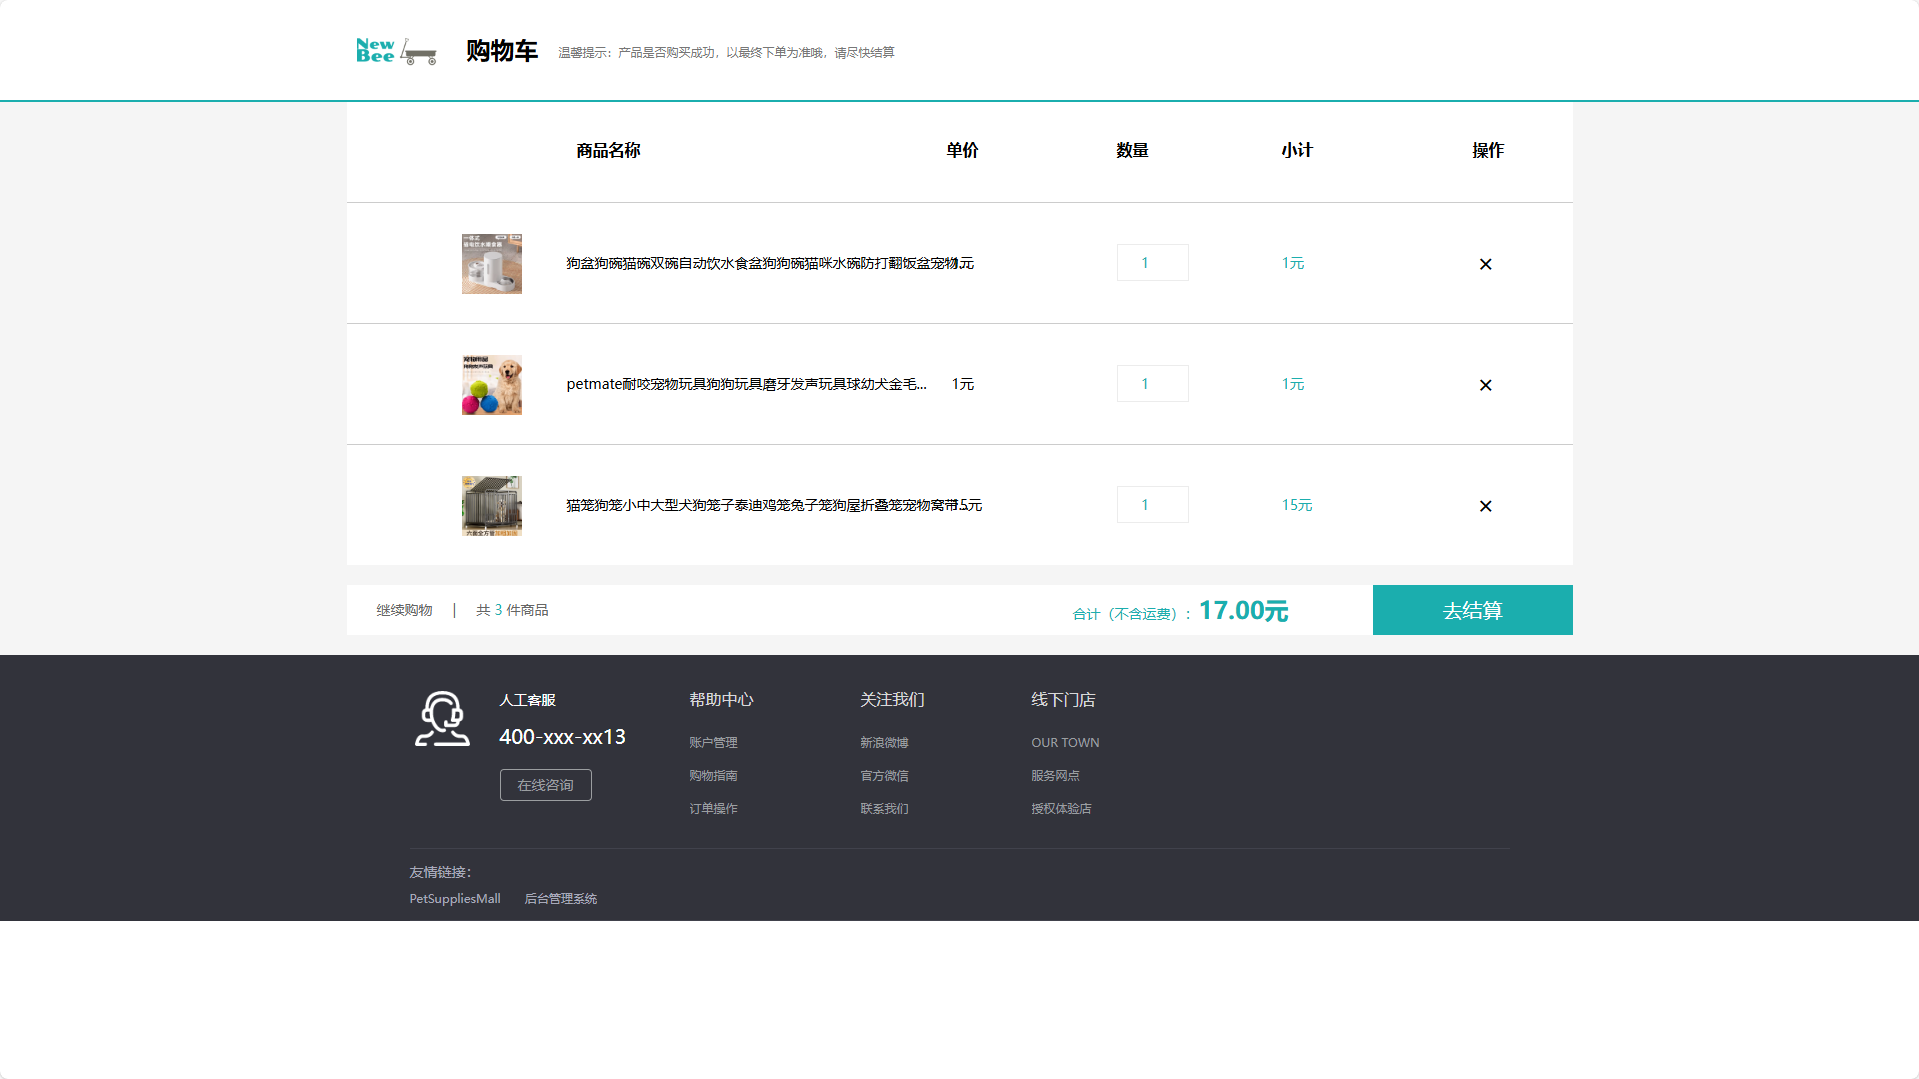 New Bee
购物车
温馨提示：产品是否购买成功，以最终下单为准哦，请尽快结算
商品名称 单价 数量 小计 操作
狗盆狗碗猫碗双碗自动饮水食盆狗狗碗猫咪水碗防打翻饭盆宠物... 1元 1 1元 ×
petmate耐咬宠物玩具狗狗玩具磨牙发声玩具球幼犬金毛... 1元 1 1元 ×
猫笼狗笼小中大型犬狗笼子泰迪鸡笼兔子笼狗屋折叠笼宠物窝带... 15元 1 15元 ×
继续购物 | 共 3 件商品 合计（不含运费）： 17.00元 去结算
人工客服 帮助中心 关注我们 线下门店
400-xxx-xx13
账户管理 新浪微博 OUR TOWN
在线咨询 购物指南 官方微信 服务网点
订单操作 联系我们 授权体验店
友情链接：
PetSuppliesMall 后台管理系统